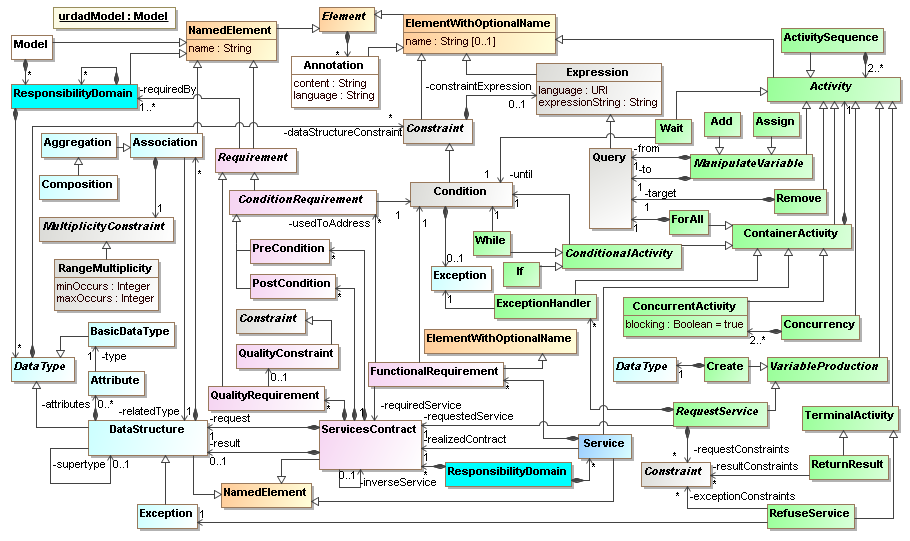 urdadModel : Model
NamedElement
name : String
Element
ElementWithOptionalName
name : String [0..1]
ActivitySequence
2..*
Model
*
*
*
ResponsibilityDomain
-requiredBy
1..*
Annotation
content : String
language : String
-constraintExpression
0..1
Expression
language : URI
expressionString : String
Activity
1
*
-dataStructureConstraint
Constraint
Wait
Add
Assign
Aggregation
Association
*
Composition
Requirement
-until
1
Query
-from
1
-to
1
-target
1
1
ManipulateVariable
ConditionRequirement
*
-usedToAddress
1
Condition
1
1
Remove
ForAll
ContainerActivity
1
MultiplicityConstraint
RangeMultiplicity
minOccurs : Integer
maxOccurs : Integer
PreCondition
*
While
ConditionalActivity
If
0..1
Exception
1
PostCondition
*
ExceptionHandler
*
ConcurrentActivity
blocking : Boolean = true
2..*
Concurrency
Constraint
BasicDataType
1
-type
ElementWithOptionalName
*
DataType
QualityConstraint
0..1
FunctionalRequirement
*
DataType
1
Create
VariableProduction
Attribute
0..*
-attributes
QualityRequirement
*
-relatedType
1
1
-request
1
-requiredService
1
-requestedService
1
RequestService
TerminalActivity
DataStructure
-result
0..1
ServicesContract
-realizedContract
1
Service
*
-requestConstraints
*
-resultConstraints
*
ReturnResult
-supertype
0..1
0..1
-inverseService
*
1
ResponsibilityDomain
*
Constraint
*
-exceptionConstraints
NamedElement
Exception
1
RefuseService